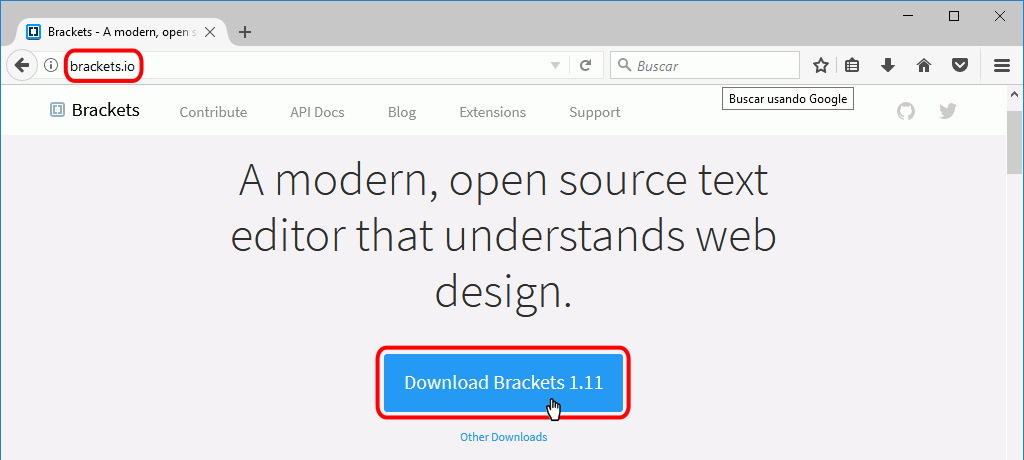 Brackets - A modern, open s
brackets.io
Buscar
Buscar usando Google
Brackets Contribute API Docs Blog Extensions Support
A modern, open source text
editor that understands web
design.
Download Brackets 1.11
Other Downloads